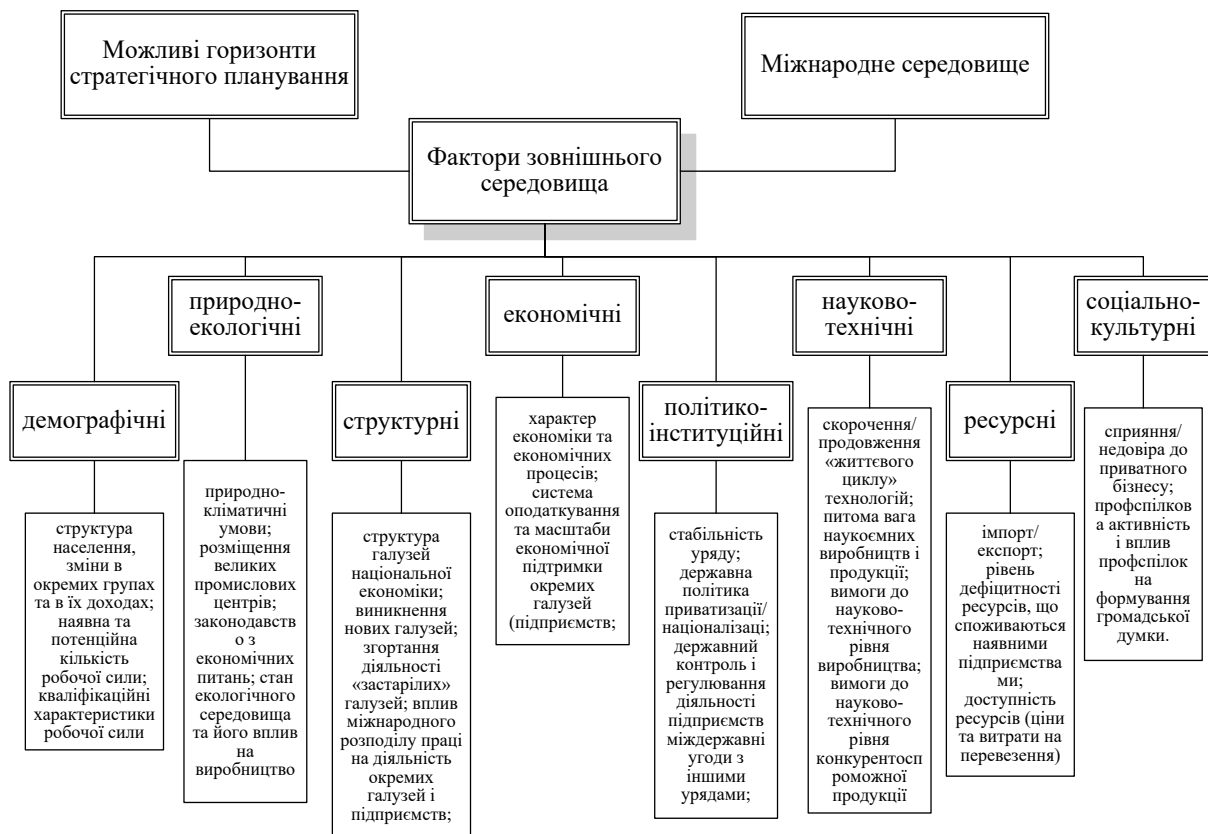 Можливі горизонти
стратегічного планування
Міжнародне середовище
Фактори зовнішнього
середовища
природно-
екологічні
економічні
науково-
технічні
соціально-
культурні
демографічні
структурні
політико-
інституційні
ресурсні
структура
населення,
зміни в
окремих групах
та в їх доходах;
наявна та
потенційна
кількість
робочої сили;
кваліфікаційні
характеристики
робочої сили
природно-
кліматичні
умови;
розміщення
великих
промислових
центрів;
законодавств
о з
економічних
питань; стан
екологічного
середовища
та його вплив
на
виробництво
структура
галузей
національної
економіки;
виникнення
нових галузей;
згортання
діяльності
«застарілих»
галузей; вплив
міжнародного
розподілу праці
на діяльність
окремих
галузей і
підприємств;
характер
економіки та
економічних
процесів;
система
оподаткування
та масштаби
економічної
підтримки
окремих
галузей
(підприємств;
стабільність
уряду;
державна
політика
приватизації/
націоналізаці;
державний
контроль і
регулювання
діяльності
підприємств
міждержавні
угоди з
іншими
урядами;
скорочення/
продовження
«життєвого
циклу»
технологій;
питома вага
наукоємних
виробництв і
продукції;
вимоги до
науково-
технічного
рівня
виробництва;
вимоги до
науково-
технічного
рівня
конкурентосп
роможної
продукції
імпорт/
експорт;
рівень
дефіцитності
ресурсів, що
споживаються
наявними
підприємства
ми;
доступність
ресурсів (ціни
та витрати на
перевезення)
сприяння/
недовіра до
приватного
бізнесу;
профспілков
а активність
і вплив
профспілок
на
формування
громадської
думки.